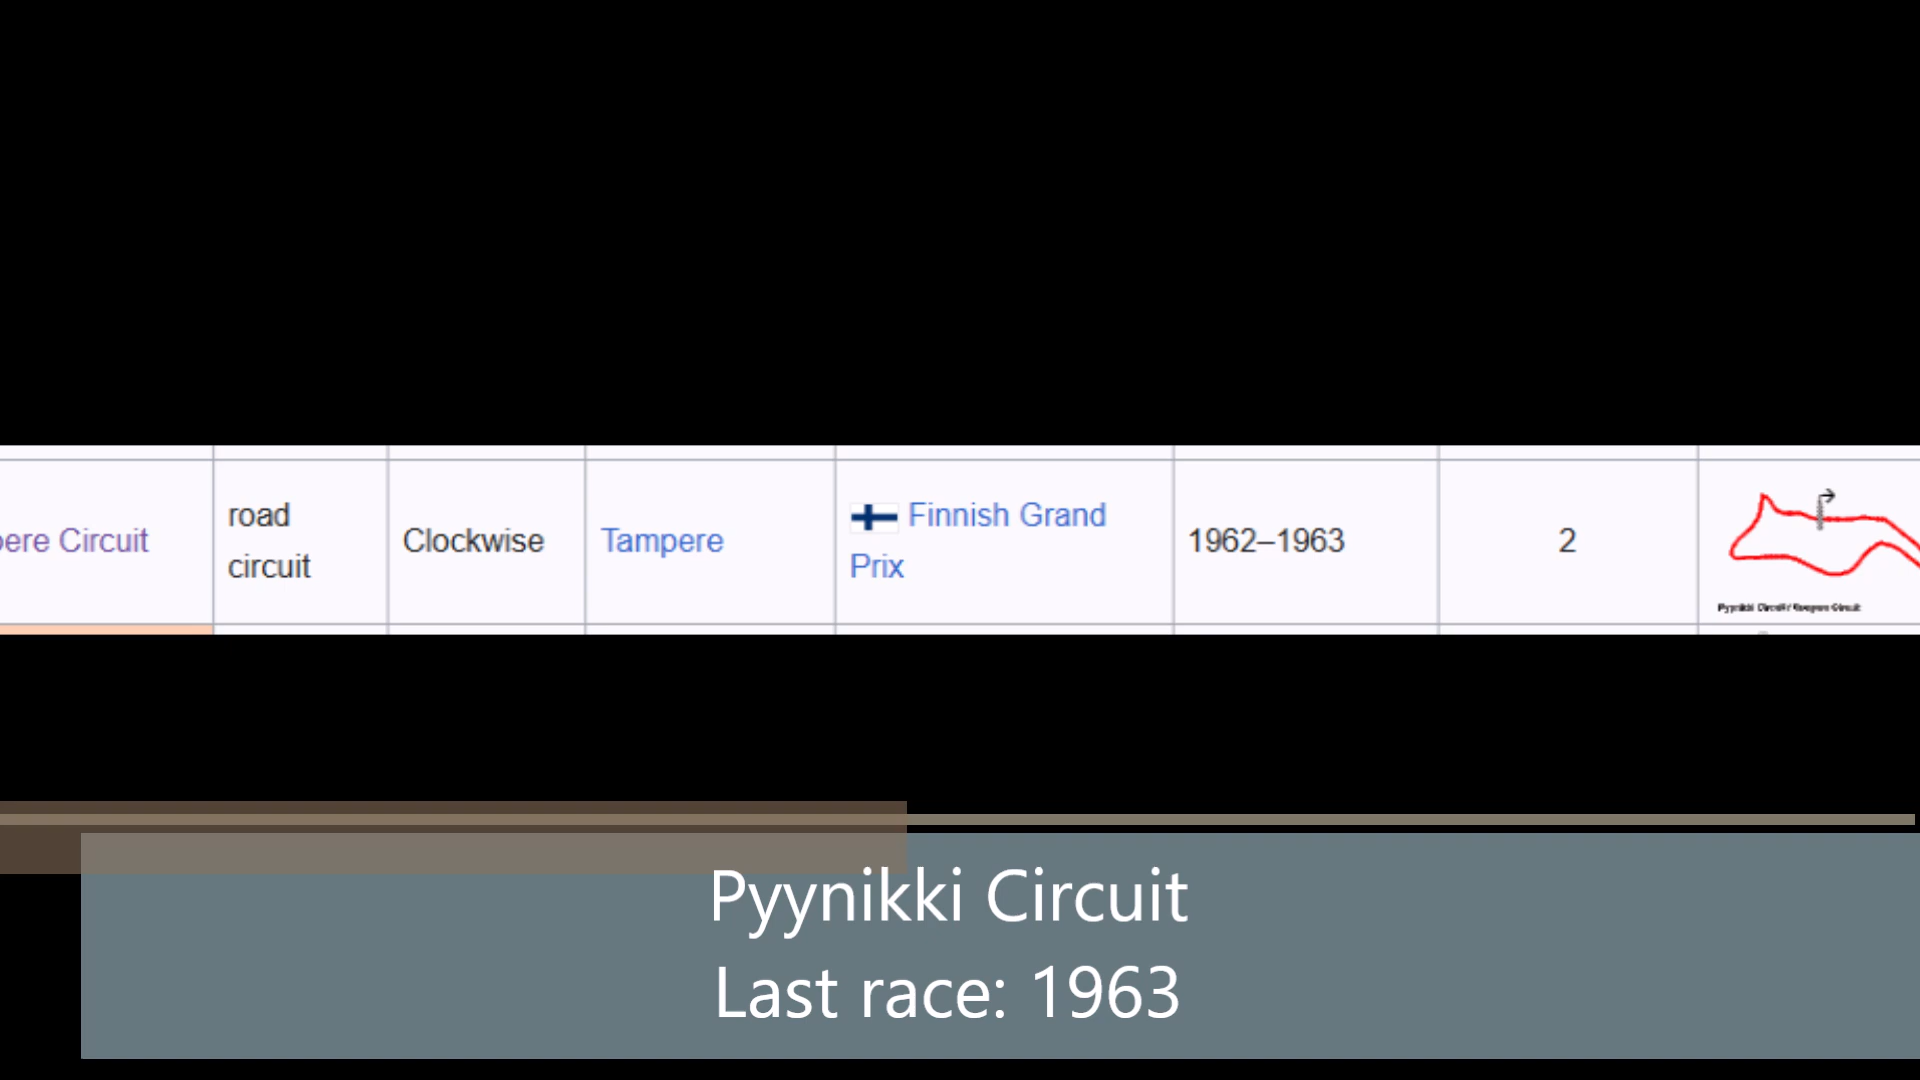 ere Circuit
road
circuit
Clockwise
Tampere
Finnish Grand
Prix
1962–1963
2
Pyynikki Circuit
Last race: 1963